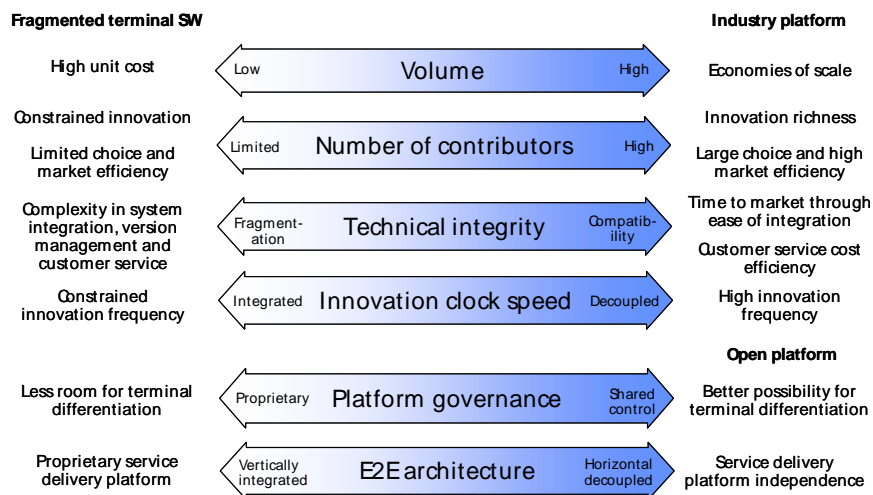 Fragmented terminal SW
Industry platform
High unit cost
Low
Volume
High
Economies of scale
Constrained innovation
Limited choice and
market efficiency
Limited
Number of contributors
High
Innovation richness
Large choice and high
market efficiency
Complexity in system
integration, version
management and
customer service
Fragment-
ation
Technical integrity
Compatib-
ility
Time to market through
ease of integration
Customer service cost
efficiency
Constrained
innovation frequency
Integrated
Innovation clock speed
Decoupled
High innovation
frequency
Open platform
Less room for terminal
differentiation
Proprietary
Platform governance
Shared
control
Better possibility for
terminal differentiation
Proprietary service
delivery platform
Vertically
integrated
E2E architecture
Horizontal
decoupled
Service delivery
platform independence